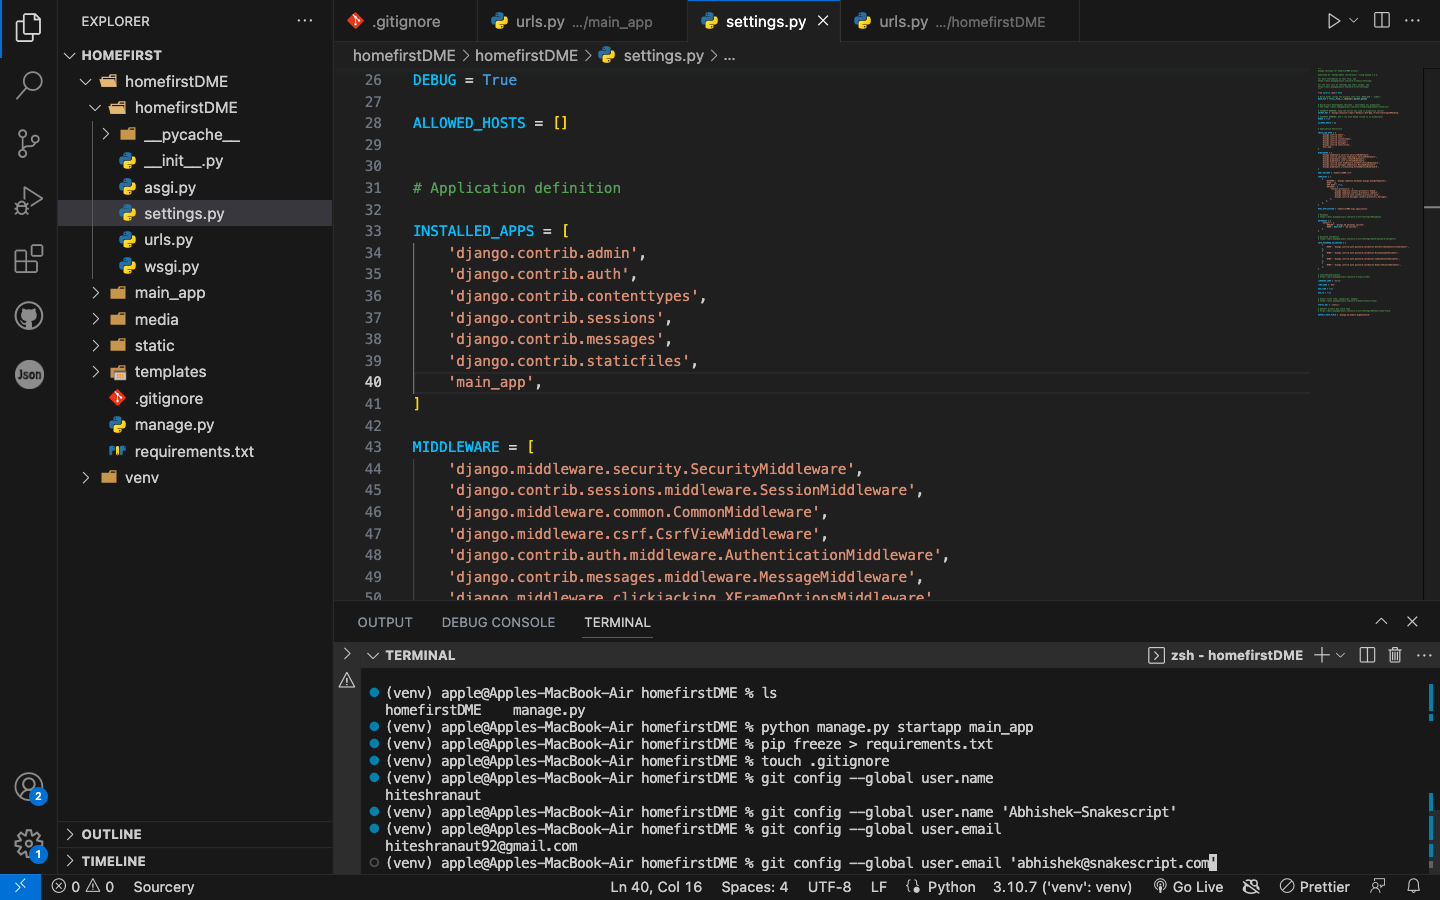 EXPLORER
HOMEFIRST
homefirstDME
homefirstDME
__pycache__
__init__.py
asgi.py
settings.py
urls.py
wsgi.py
main_app
media
static
templates
.gitignore
manage.py
requirements.txt
venv
OUTLINE
TIMELINE
Json
2
1
.gitignore
urls.py .../main_app
settings.py
urls.py .../homefirstDME
homefirstDME > homefirstDME > settings.py > ...
26 DEBUG = True
27
28 ALLOWED_HOSTS = []
29
30
31 # Application definition
32
33 INSTALLED_APPS = [
34 'django.contrib.admin',
35 'django.contrib.auth',
36 'django.contrib.contenttypes',
37 'django.contrib.sessions',
38 'django.contrib.messages',
39 'django.contrib.staticfiles',
40 'main_app',
41 ]
42
43 MIDDLEWARE = [
44 'django.middleware.security.SecurityMiddleware',
45 'django.contrib.sessions.middleware.SessionMiddleware',
46 'django.middleware.common.CommonMiddleware',
47 'django.middleware.csrf.CsrfViewMiddleware',
48 'django.contrib.auth.middleware.AuthenticationMiddleware',
49 'django.contrib.messages.middleware.MessageMiddleware',
50 'django.middleware.clickjacking.XFrameOptionsMiddleware'
OUTPUT DEBUG CONSOLE TERMINAL
TERMINAL
zsh - homefirstDME
(venv) apple@Apples-MacBook-Air homefirstDME % ls
homefirstDME manage.py
(venv) apple@Apples-MacBook-Air homefirstDME % python manage.py startapp main_app
(venv) apple@Apples-MacBook-Air homefirstDME % pip freeze > requirements.txt
(venv) apple@Apples-MacBook-Air homefirstDME % touch .gitignore
(venv) apple@Apples-MacBook-Air homefirstDME % git config --global user.name
hiteshranaut
(venv) apple@Apples-MacBook-Air homefirstDME % git config --global user.name 'Abhishek-Snakescript'
(venv) apple@Apples-MacBook-Air homefirstDME % git config --global user.email
hiteshranaut92@gmail.com
(venv) apple@Apples-MacBook-Air homefirstDME % git config --global user.email 'abhishek@snakescript.com'
0 0 Sourcery Ln 40, Col 16 Spaces: 4 UTF-8 LF Python 3.10.7 ('venv': venv) Go Live Prettier